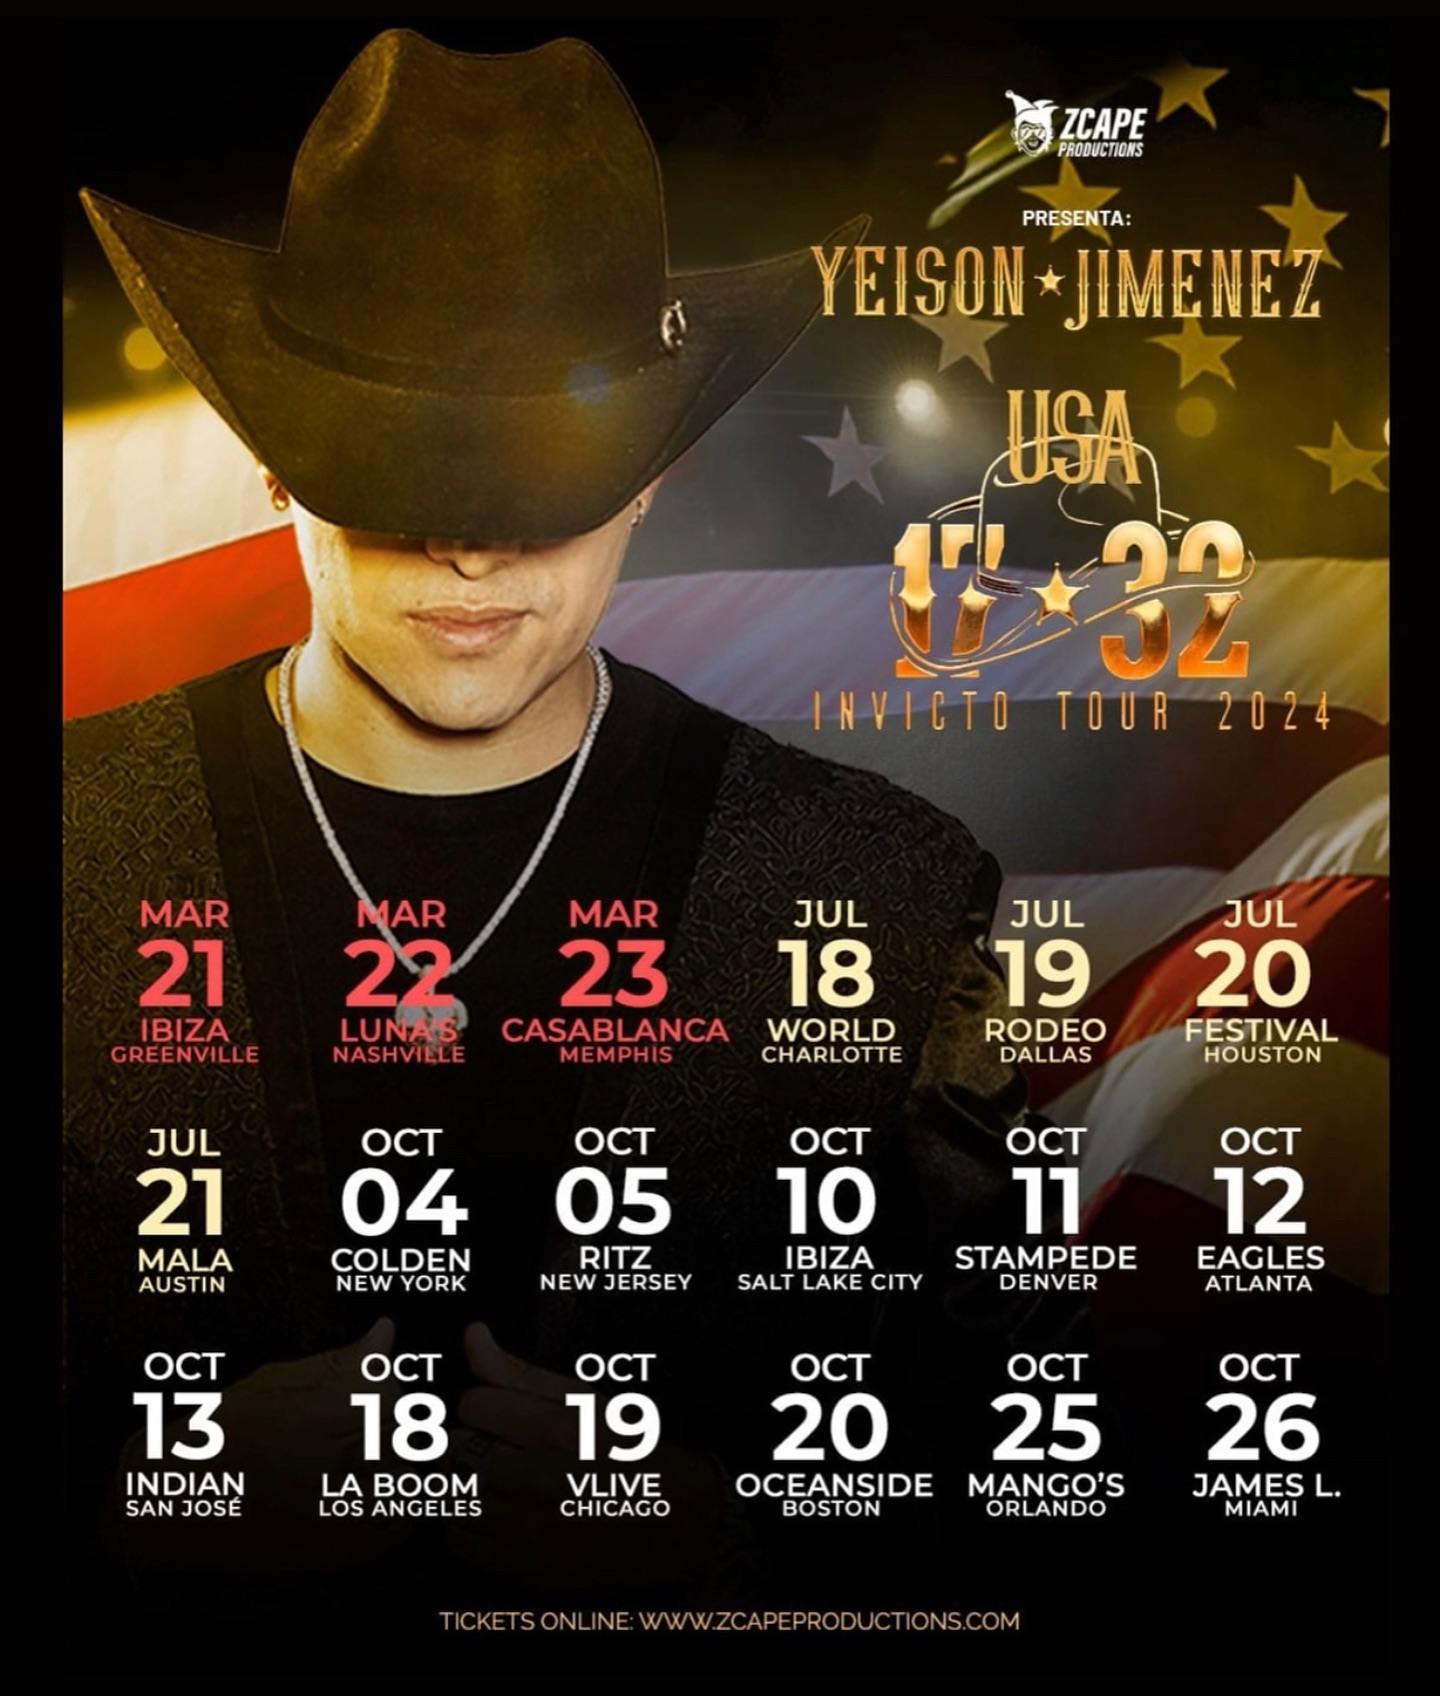 ZCAPE
PRODUCTIONS
PRESENTA:
YEISON JIMENEZ
USA
17 32
INVICTO TOUR 2024
MAR
21
IBIZA
GREENVILLE
MAR
22
LUNA'S
NASHVILLE
MAR
23
CASABLANCA
MEMPHIS
JUL
18
WORLD
CHARLOTTE
JUL
19
RODEO
DALLAS
JUL
20
FESTIVAL
HOUSTON
JUL
21
MALA
AUSTIN
OCT
04
COLDEN
NEW YORK
OCT
05
RITZ
NEW JERSEY
OCT
10
IBIZA
SALT LAKE CITY
OCT
11
STAMPEDE
DENVER
OCT
12
EAGLES
ATLANTA
OCT
13
INDIAN
SAN JOSÉ
OCT
18
LA BOOM
LOS ANGELES
OCT
19
VLIVE
CHICAGO
OCT
20
OCEANSIDE
BOSTON
OCT
25
MANGO'S
ORLANDO
OCT
26
JAMES L.
MIAMI
TICKETS ONLINE: WWW.ZCAPEPRODUCTIONS.COM